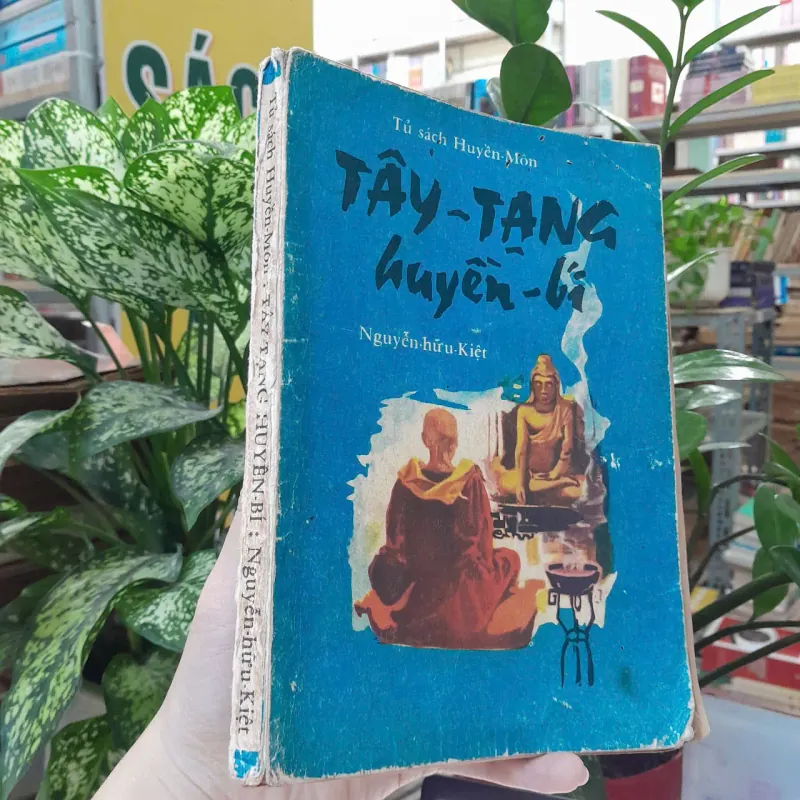 SÁC
Tủ sách Huyền-Môn
TÂY-TẠNG
huyền-bí
Nguyễn-hữu-Kiệt
Tủ sách Huyền-Môn TÂY-TẠNG HUYỀN-BÍ : Nguyễn-hữu-Kiệt